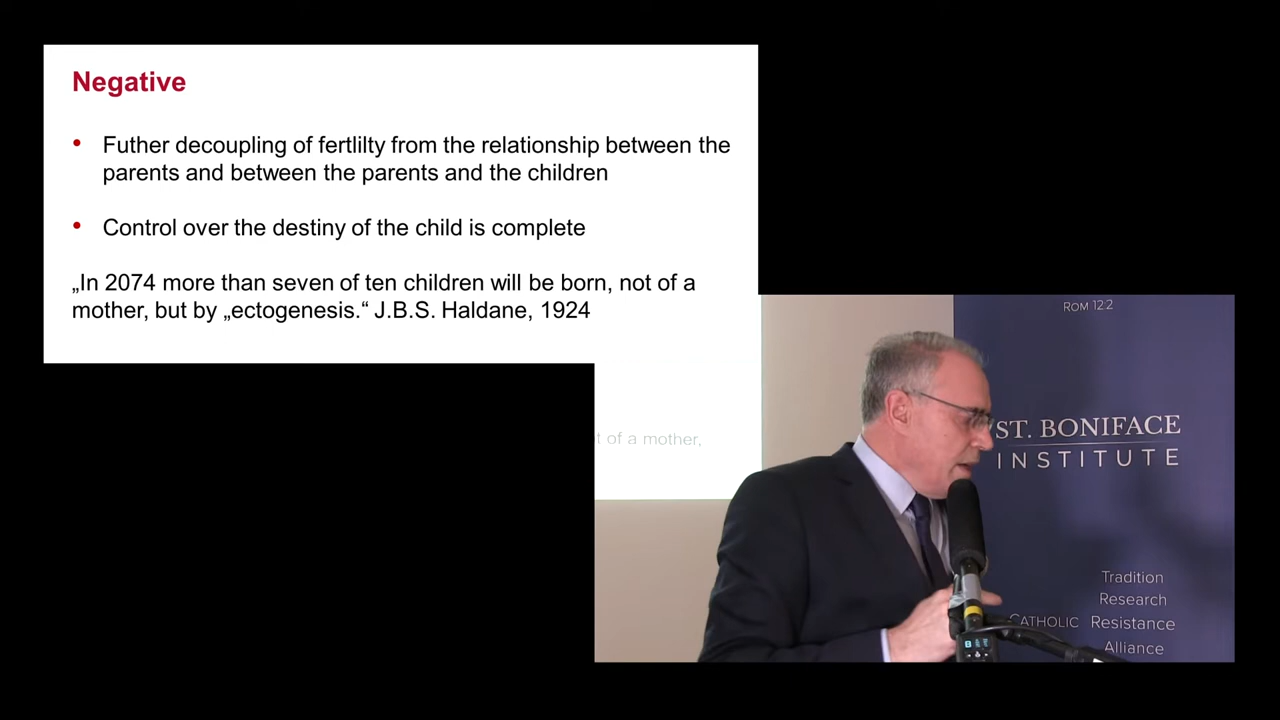 Negative
• Futher decoupling of fertlilty from the relationship between the
parents and between the parents and the children
• Control over the destiny of the child is complete
„In 2074 more than seven of ten children will be born, not of a
mother, but by „ectogenesis.“ J.B.S. Haldane, 1924
t of a mother,
ROM 12:2
ST. BONIFACE
INSTITUTE
Tradition
Research
CATHOLIC Resistance
Alliance